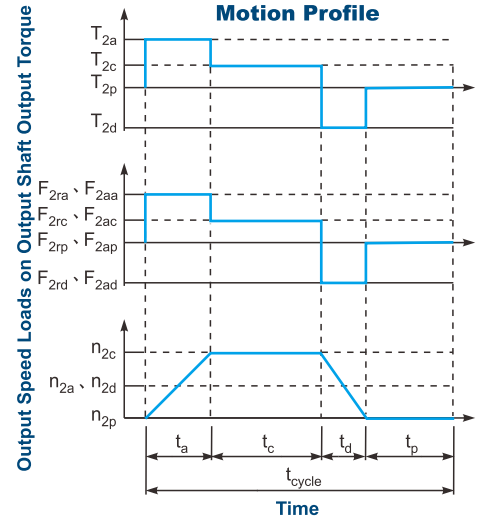 Motion Profile
Output Speed Loads on Output Shaft Output Torque
T2a
T2c
T2p
T2d
F2ra、F2aa
F2rc、F2ac
F2rp、F2ap
F2rd、F2ad
n2c
n2a、n2d
n2p
ta tc td tp
tcycle
Time